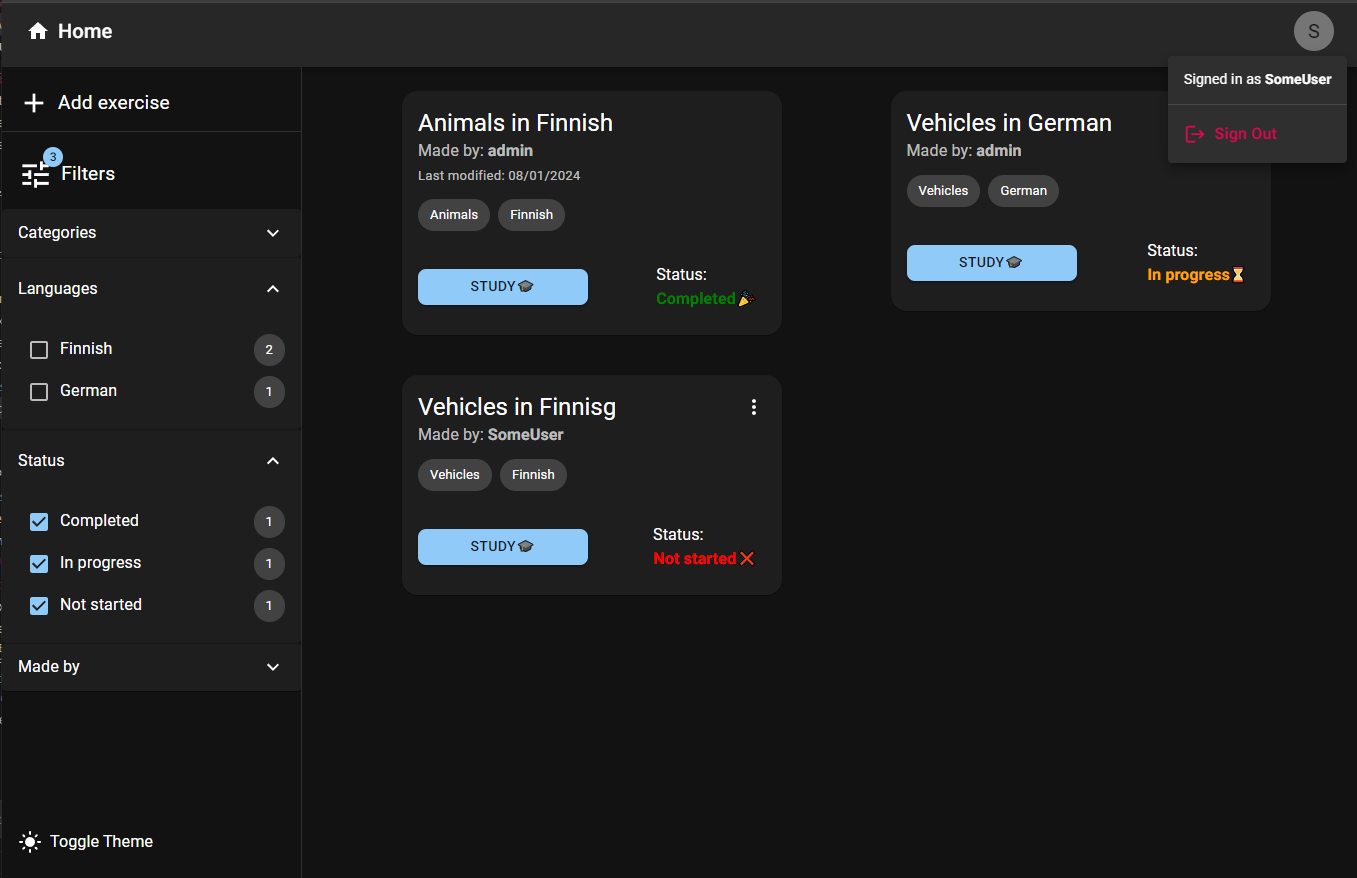 Home
S
Signed in as SomeUser
Sign Out
Add exercise
3
Filters
Categories
Languages
Finnish 2
German 1
Status
Completed 1
In progress 1
Not started 1
Made by
Toggle Theme
Animals in Finnish
Made by: admin
Last modified: 08/01/2024
Animals Finnish
STUDY🎓
Status:
Completed🎉
Vehicles in German
Made by: admin
Vehicles German
STUDY🎓
Status:
In progress⏳
Vehicles in Finnisg
Made by: SomeUser
Vehicles Finnish
STUDY🎓
Status:
Not started❌